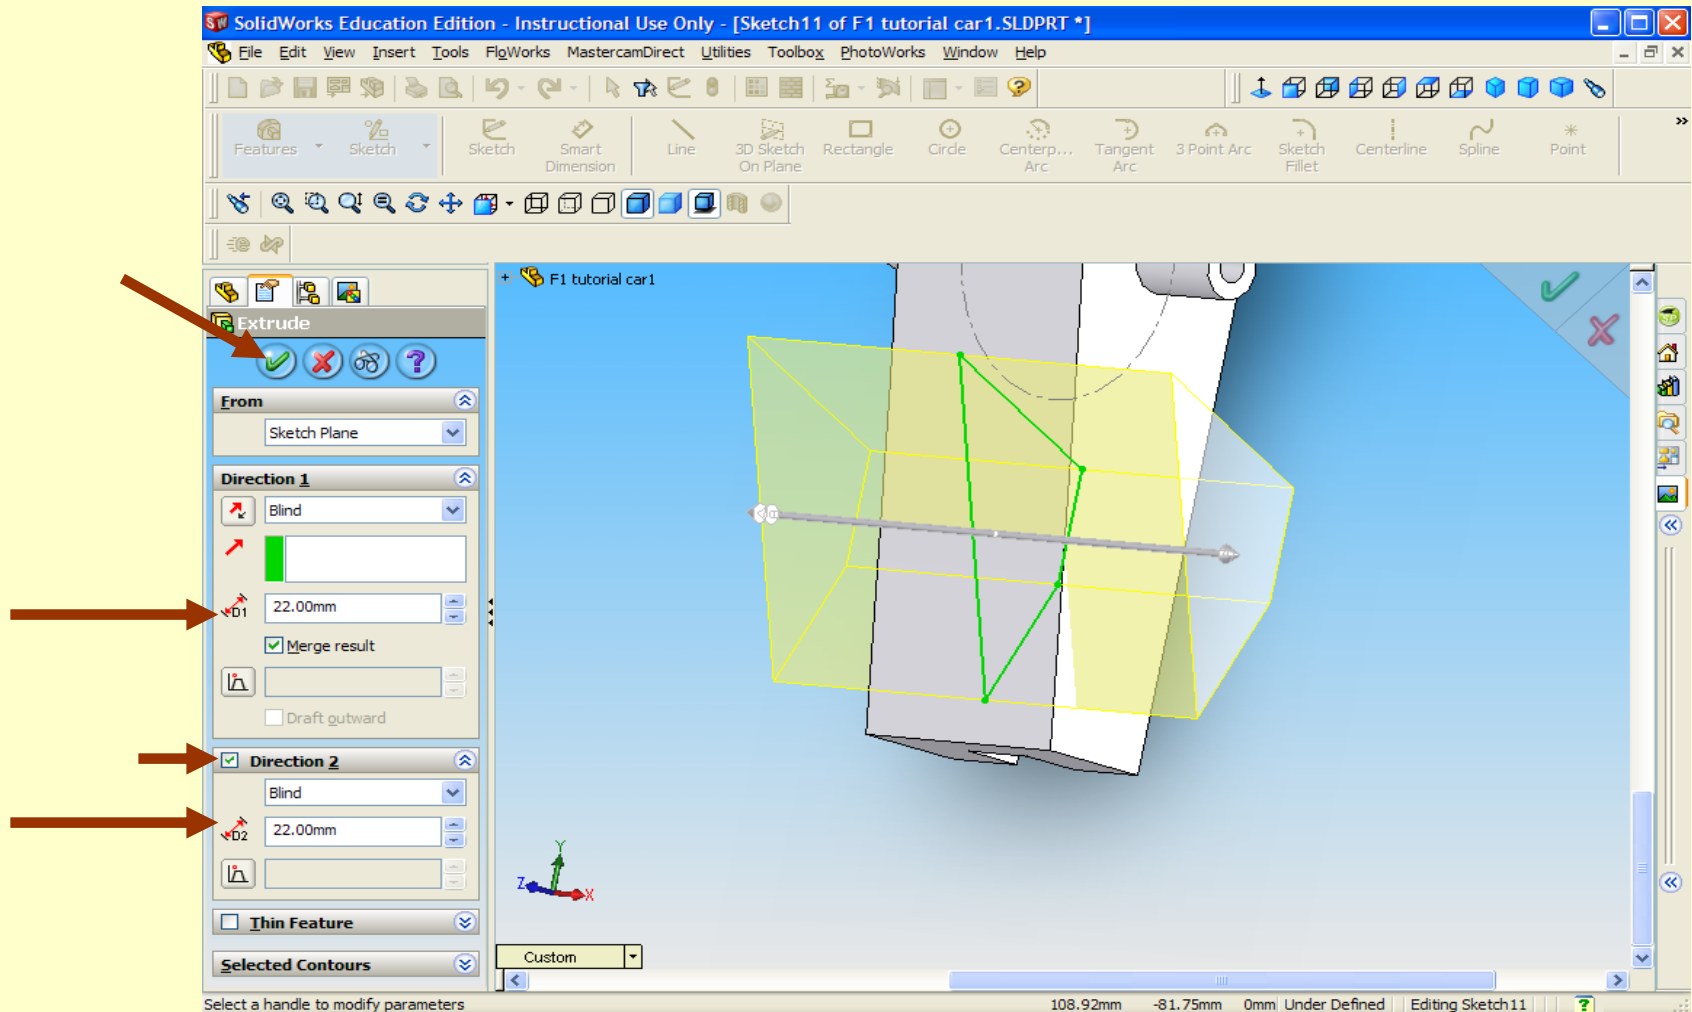 SolidWorks Education Edition - Instructional Use Only - [Sketch11 of F1 tutorial car1.SLDPRT *]
File Edit View Insert Tools FloWorks MastercamDirect Utilities Toolbox PhotoWorks Window Help
Features Sketch Sketch Smart Dimension Line 3D Sketch On Plane Rectangle Circle Centerp... Arc Tangent Arc 3 Point Arc Sketch Fillet Centerline Spline Point
F1 tutorial car1
Extrude
From
Sketch Plane
Direction 1
Blind
D1 22.00mm
Merge result
Draft outward
Direction 2
Blind
D2 22.00mm
Thin Feature
Selected Contours
Y
Z
X
Custom
Select a handle to modify parameters 108.92mm -81.75mm 0mm Under Defined Editing Sketch11